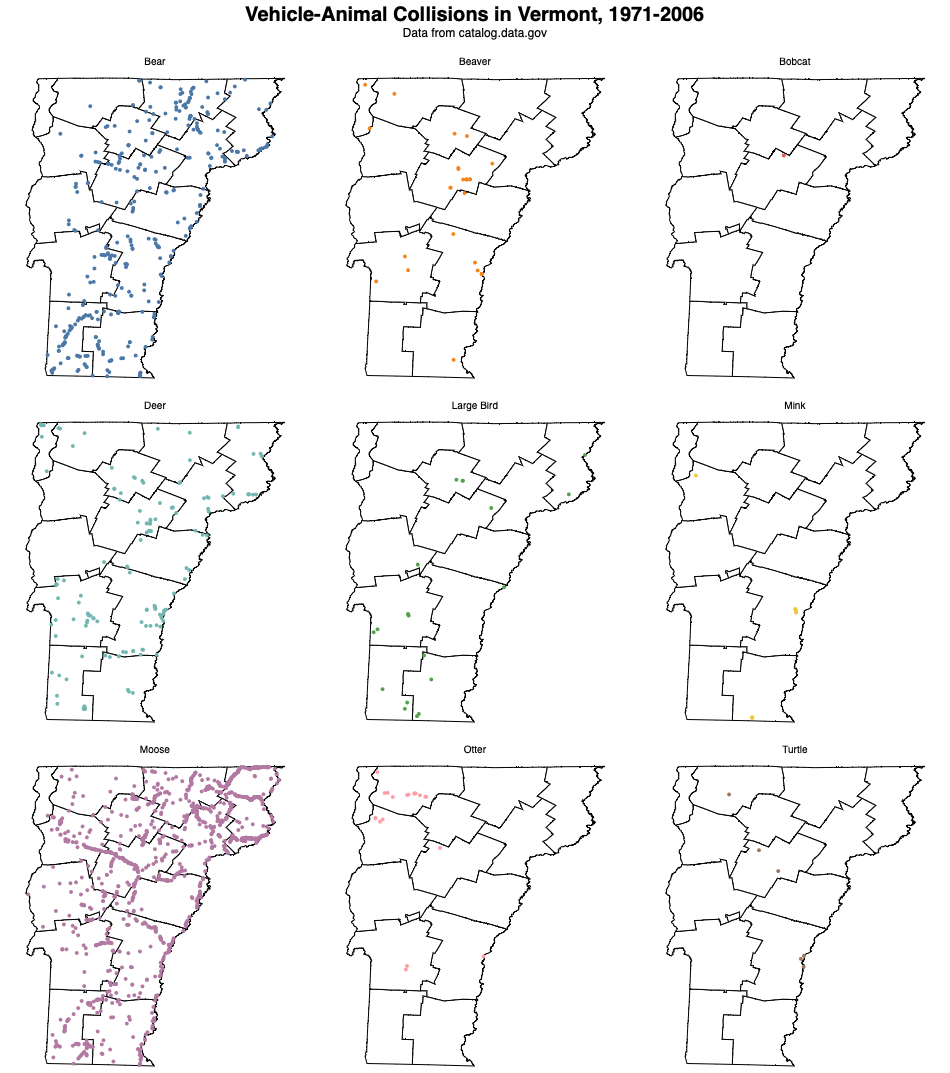 Vehicle-Animal Collisions in Vermont, 1971-2006
Data from catalog.data.gov
Bear
Beaver
Bobcat
Deer
Large Bird
Mink
Moose
Otter
Turtle